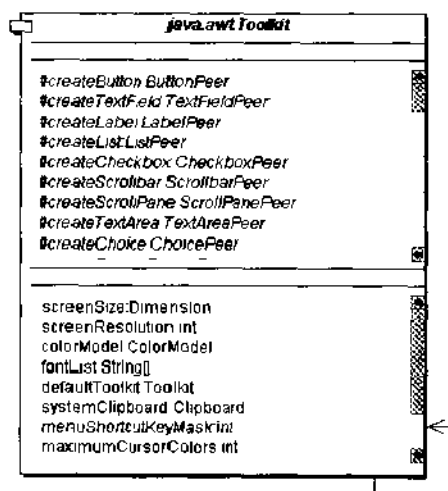 java.awt.Toolkit
#createButton ButtonPeer
#createTextField TextFieldPeer
#createLabel LabelPeer
#createList:ListPeer
#createCheckbox CheckboxPeer
#createScrollbar ScrollbarPeer
#createScrollPane ScrollPanePeer
#createTextArea TextAreaPeer
#createChoice ChoicePeer
screenSize:Dimension
screenResolution int
colorModel ColorModel
fontList String[]
defaultToolkit Toolkit
systemClipboard Clipboard
menuShortcutKeyMask:int
maximumCursorColors int